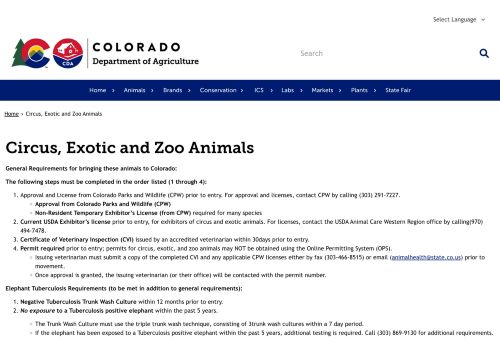 Select Language
CDA
COLORADO
Department of Agriculture
Search
Home > Animals > Brands > Conservation > ICS > Labs > Markets > Plants > State Fair
Home > Circus, Exotic and Zoo Animals
Circus, Exotic and Zoo Animals
General Requirements for bringing these animals to Colorado:
The following steps must be completed in the order listed (1 through 4):
1. Approval and License from Colorado Parks and Wildlife (CPW) prior to entry. For approval and licenses, contact CPW by calling (303) 291-7227.
Approval from Colorado Parks and Wildlife (CPW)
Non-Resident Temporary Exhibitor's License (from CPW) required for many species
2. Current USDA Exhibitor's license prior to entry, for exhibitors of circus and exotic animals. For licenses, contact the USDA Animal Care Western Region office by calling(970)
494-7478.
3. Certificate of Veterinary Inspection (CVI) issued by an accredited veterinarian within 30days prior to entry.
4. Permit required prior to entry; permits for circus, exotic, and zoo animals may NOT be obtained using the Online Permitting System (OPS).
Issuing veterinarian must submit a copy of the completed CVI and any applicable CPW licenses either by fax (303-466-8515) or email (animalhealth@state.co.us) prior to
movement.
Once approval is granted, the issuing veterinarian (or their office) will be contacted with the permit number.
Elephant Tuberculosis Requirements (to be met in addition to general requirements):
1. Negative Tuberculosis Trunk Wash Culture within 12 months prior to entry.
2. No exposure to a Tuberculosis positive elephant within the past 5 years.
The Trunk Wash Culture must use the triple trunk wash technique, consisting of 3trunk wash cultures within a 7 day period.
If the elephant has been exposed to a Tuberculosis positive elephant within the past 5 years, additional testing is required. Call (303) 869-9130 for additional requirements.